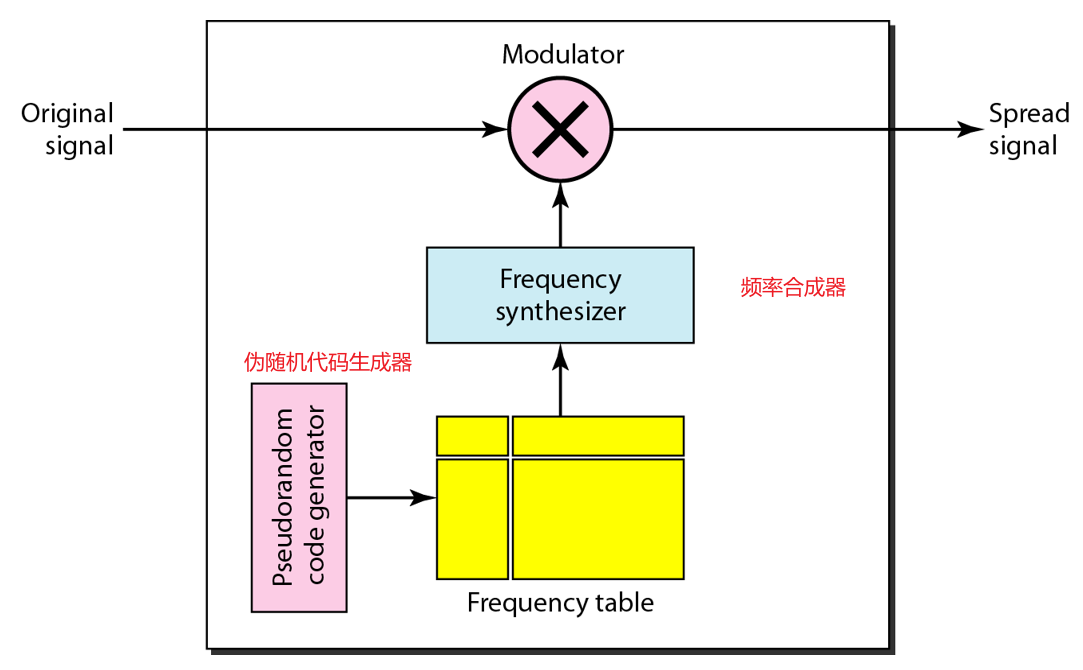 Modulator
Original
signal
Spread
signal
Frequency
synthesizer
频率合成器
伪随机代码生成器
Pseudorandom
code generator
Frequency table